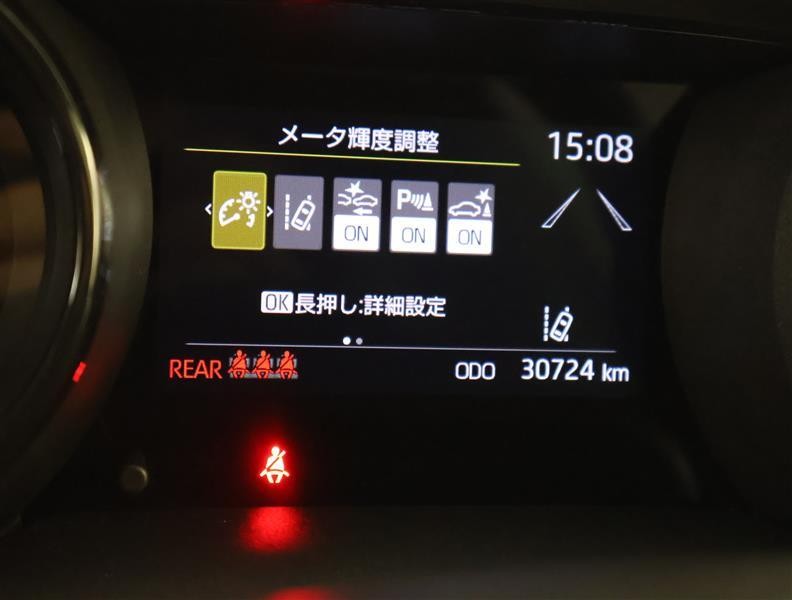 メータ輝度調整
15:08
P
ON ON ON
OK 長押し:詳細設定
REAR
ODO 30724 km